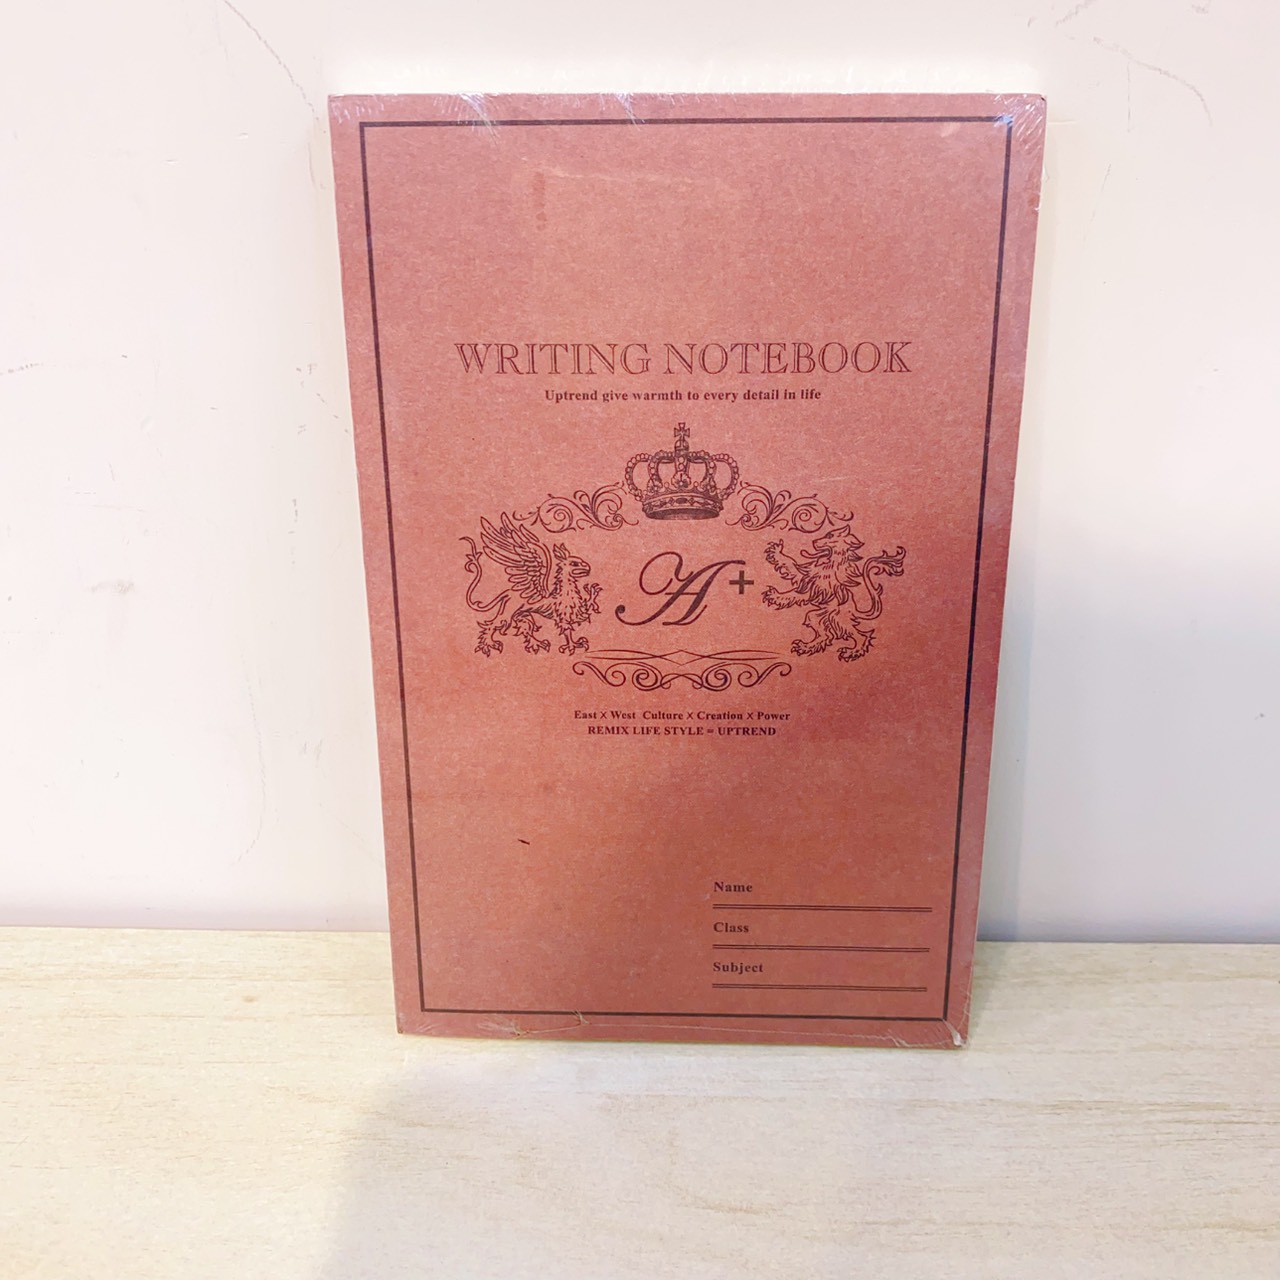 WRITING NOTEBOOK
Uptrend give warmth to every detail in life
A+
East X West Culture X Creation X Power
REMIX LIFE STYLE = UPTREND
Name
Class
Subject